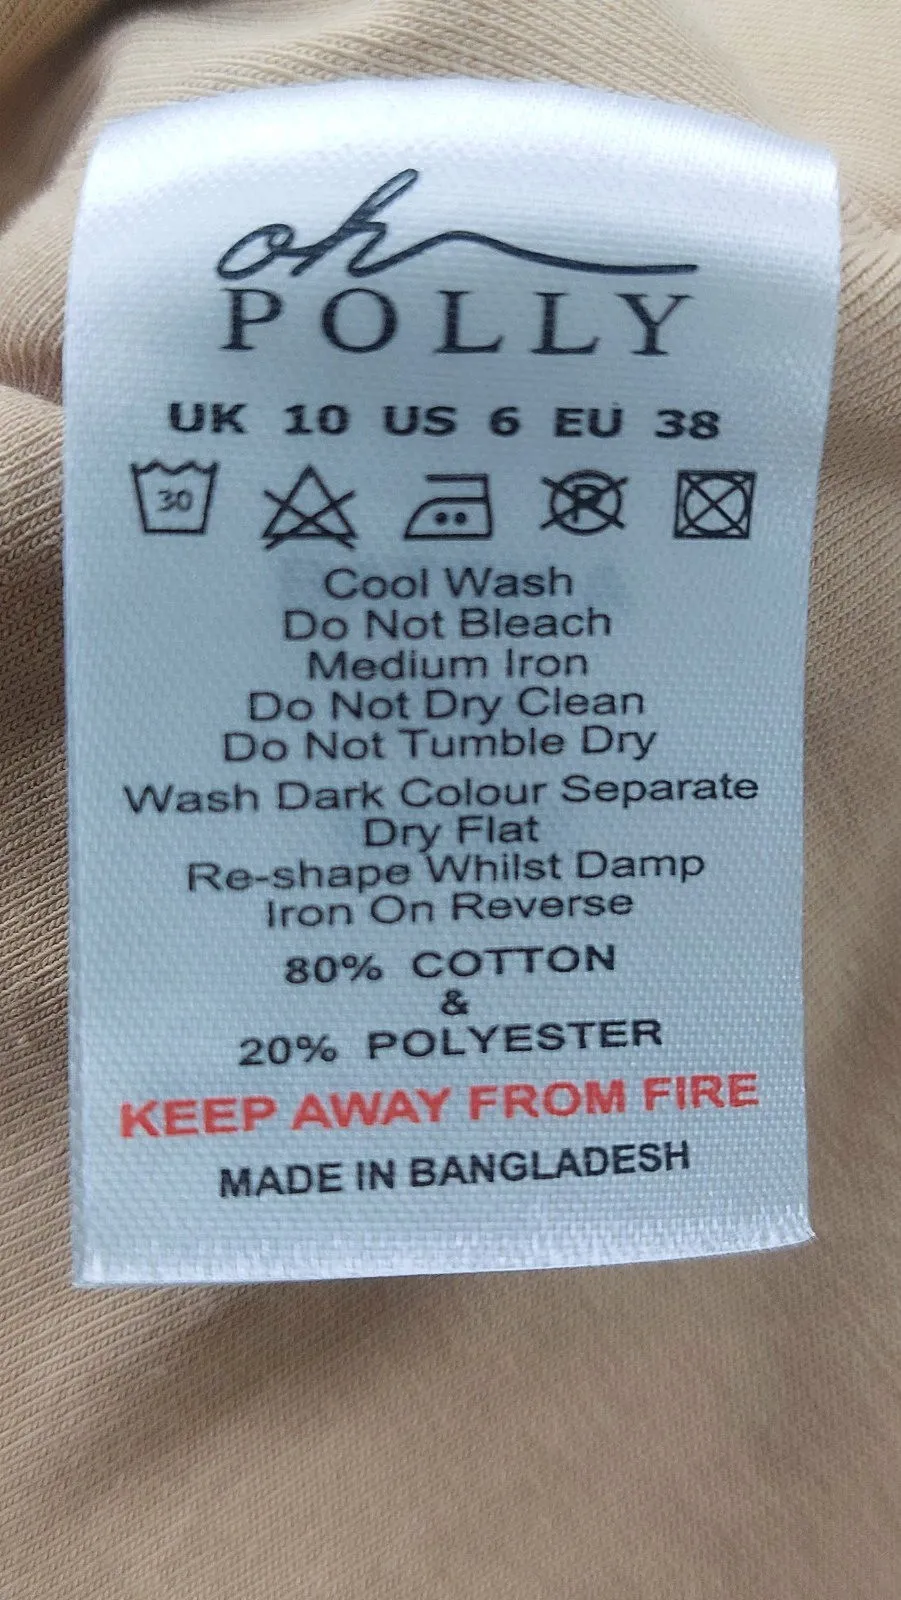 oh
POLLY
UK 10 US 6 EU 38
30 P
Cool Wash
Do Not Bleach
Medium Iron
Do Not Dry Clean
Do Not Tumble Dry
Wash Dark Colour Separate
Dry Flat
Re-shape Whilst Damp
Iron On Reverse
80% COTTON
&
20% POLYESTER
KEEP AWAY FROM FIRE
MADE IN BANGLADESH